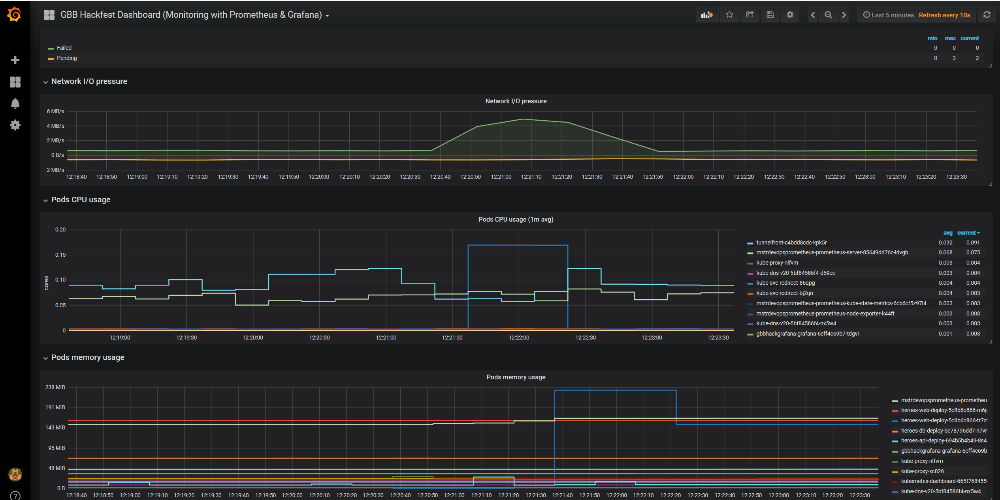 GBB Hackfest Dashboard (Monitoring with Prometheus & Grafana)
Last 5 minutes Refresh every 10s
min max current
Failed 0 0 0
Pending 0 3 2
Network I/O pressure
Network I/O pressure
6 MB/s
4 MB/s
2 MB/s
0 B/s
-2 MB/s
12:18:40 12:18:50 12:19:00 12:19:10 12:19:20 12:19:30 12:19:40 12:19:50 12:20:00 12:20:10 12:20:20 12:20:30 12:20:40 12:20:50 12:21:00 12:21:10 12:21:20 12:21:30 12:21:40 12:21:50 12:22:00 12:22:10 12:22:20 12:22:30 12:22:40 12:22:50 12:23:00 12:23:10 12:23:20 12:23:30
Pods CPU usage
Pods CPU usage (1m avg)
cores
0.20
0.15
0.10
0.05
0
12:19:00 12:19:30 12:20:00 12:20:30 12:21:00 12:21:30 12:22:00 12:22:30 12:23:00 12:23:30
avg current
tunnelfront-c4bdd8cdc-kpk5r 0.092 0.091
mstrdevopsprometheus-prometheus-server-85649dd76c-ldvgb 0.068 0.075
kube-proxy-nlfvm 0.003 0.004
kube-dns-v20-5bf84586f4-d59cc 0.003 0.004
kube-svc-redirect-86qpg 0.004 0.004
kube-svc-redirect-bj2qn 0.004 0.003
mstrdevopsprometheus-prometheus-kube-state-metrics-6cb6cf5z97l4 0.003 0.003
mstrdevopsprometheus-prometheus-node-exporter-k44ft 0.003 0.003
kube-dns-v20-5bf84586f4-nx5w4 0.003 0.003
gbbhackgrafana-grafana-6cff4c69b7-tdgvr 0.001 0.003
Pods memory usage
Pods memory usage
238 MiB
191 MiB
143 MiB
95 MiB
48 MiB
0 B
12:18:40 12:18:50 12:19:00 12:19:10 12:19:20 12:19:30 12:19:40 12:19:50 12:20:00 12:20:10 12:20:20 12:20:30 12:20:40 12:20:50 12:21:00 12:21:10 12:21:20 12:21:30 12:21:40 12:21:50 12:22:00 12:22:10 12:22:20 12:22:30 12:22:40 12:22:50 12:23:00 12:23:10 12:23:20 12:23:30
mstrdevopsprometheus-prometheu
heroes-web-deploy-5c8b6c866-m6g
heroes-web-deploy-5c8b6c866-tr7zl
heroes-db-deploy-5c78796dd7-n7vn
heroes-api-deploy-694b5b4b49-8s4
gbbhackgrafana-grafana-6cff4c69b
kube-proxy-nlfvm
kube-proxy-xc826
kubernetes-dashboard-665f768455-
kube-dns-v20-5bf84586f4-nx5w4